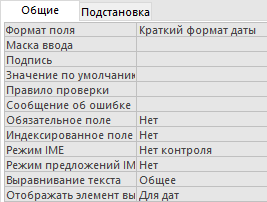 Общие Подстановка
Формат поля Краткий формат даты
Маска ввода
Подпись
Значение по умолчанию
Правило проверки
Сообщение об ошибке
Обязательное поле Нет
Индексированное поле Нет
Режим IME Нет контроля
Режим предложений IM Нет
Выравнивание текста Общее
Отображать элемент вы Для дат